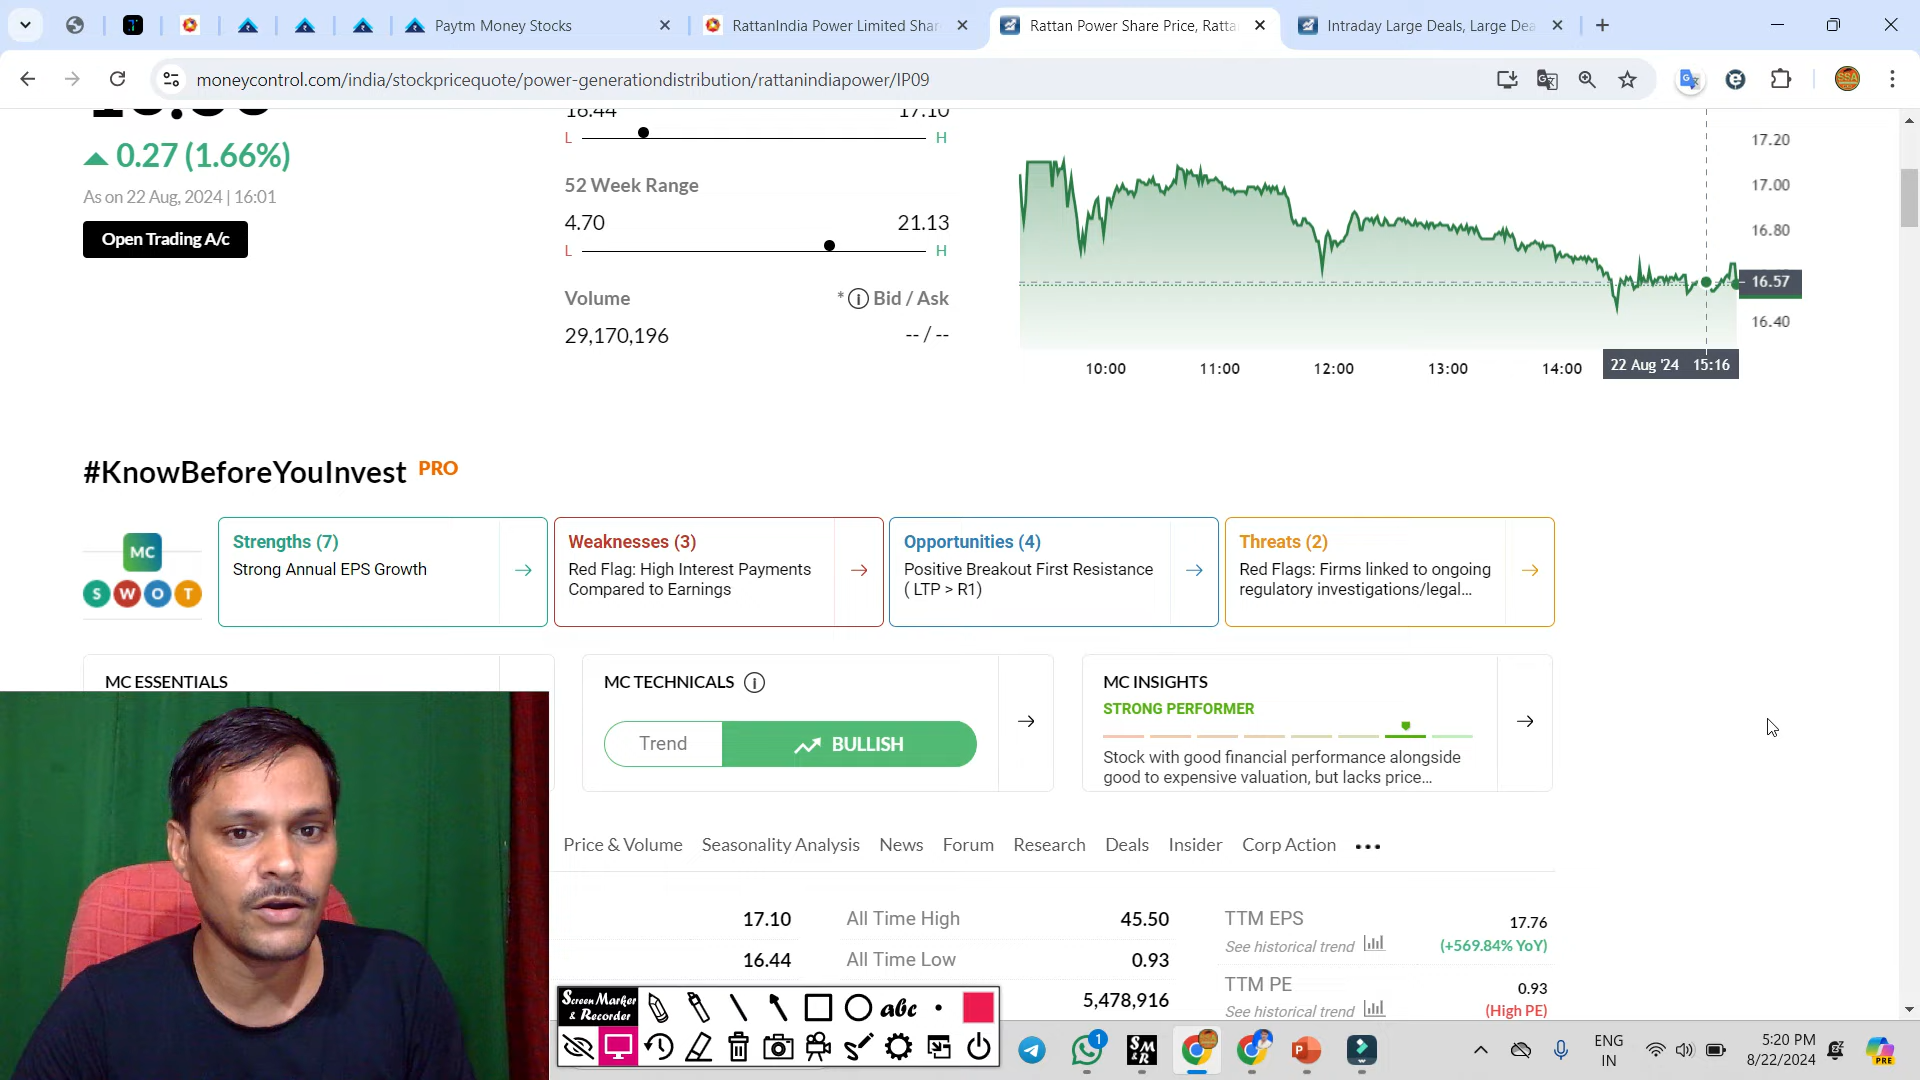 Paytm Money Stocks
RattanIndia Power Limited Shar
Rattan Power Share Price, Ratta
Intraday Large Deals, Large Dea
moneycontrol.com/india/stockpricequote/power-generationdistribution/rattanindiapower/IP09
16.44 17.10
L H
0.27 (1.66%)
As on 22 Aug, 2024 | 16:01
Open Trading A/c
52 Week Range
4.70 21.13
L H
Volume * i Bid / Ask
29,170,196 -- / --
17.20
17.00
16.80
16.57
16.40
10:00 11:00 12:00 13:00 14:00 22 Aug '24 15:16
#KnowBeforeYouInvest PRO
MC
S W O T
Strengths (7)
Strong Annual EPS Growth
Weaknesses (3)
Red Flag: High Interest Payments
Compared to Earnings
Opportunities (4)
Positive Breakout First Resistance
( LTP > R1)
Threats (2)
Red Flags: Firms linked to ongoing
regulatory investigations/legal...
MC ESSENTIALS
MC TECHNICALS i
Trend BULLISH
MC INSIGHTS
STRONG PERFORMER
Stock with good financial performance alongside
good to expensive valuation, but lacks price...
Price & Volume Seasonality Analysis News Forum Research Deals Insider Corp Action
17.10 All Time High 45.50 TTM EPS 17.76
See historical trend (+569.84% YoY)
16.44 All Time Low 0.93
TTM PE 0.93
5,478,916 See historical trend (High PE)
Screen Marker
& Recorder
abc
1
S M
& R
P
ENG
IN
5:20 PM
8/22/2024
PRE